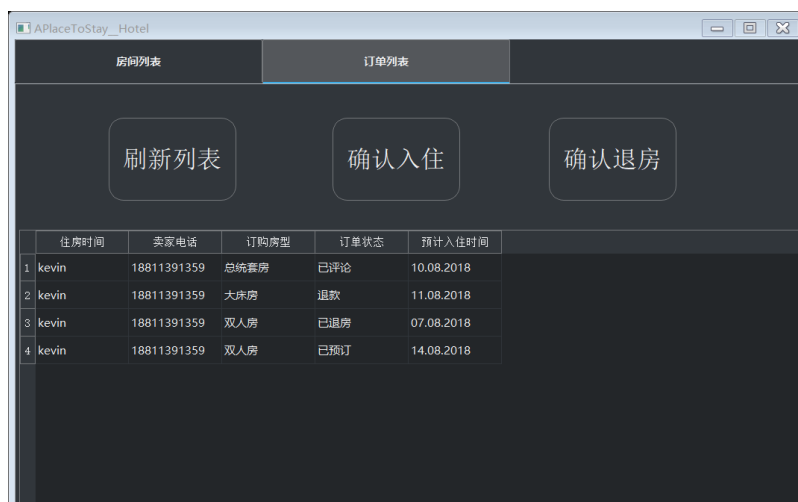 APlaceToStay__Hotel
房间列表 订单列表
刷新列表 确认入住 确认退房
住房时间 卖家电话 订购房型 订单状态 预计入住时间
1 kevin 18811391359 总统套房 已评论 10.08.2018
2 kevin 18811391359 大床房 退款 11.08.2018
3 kevin 18811391359 双人房 已退房 07.08.2018
4 kevin 18811391359 双人房 已预订 14.08.2018